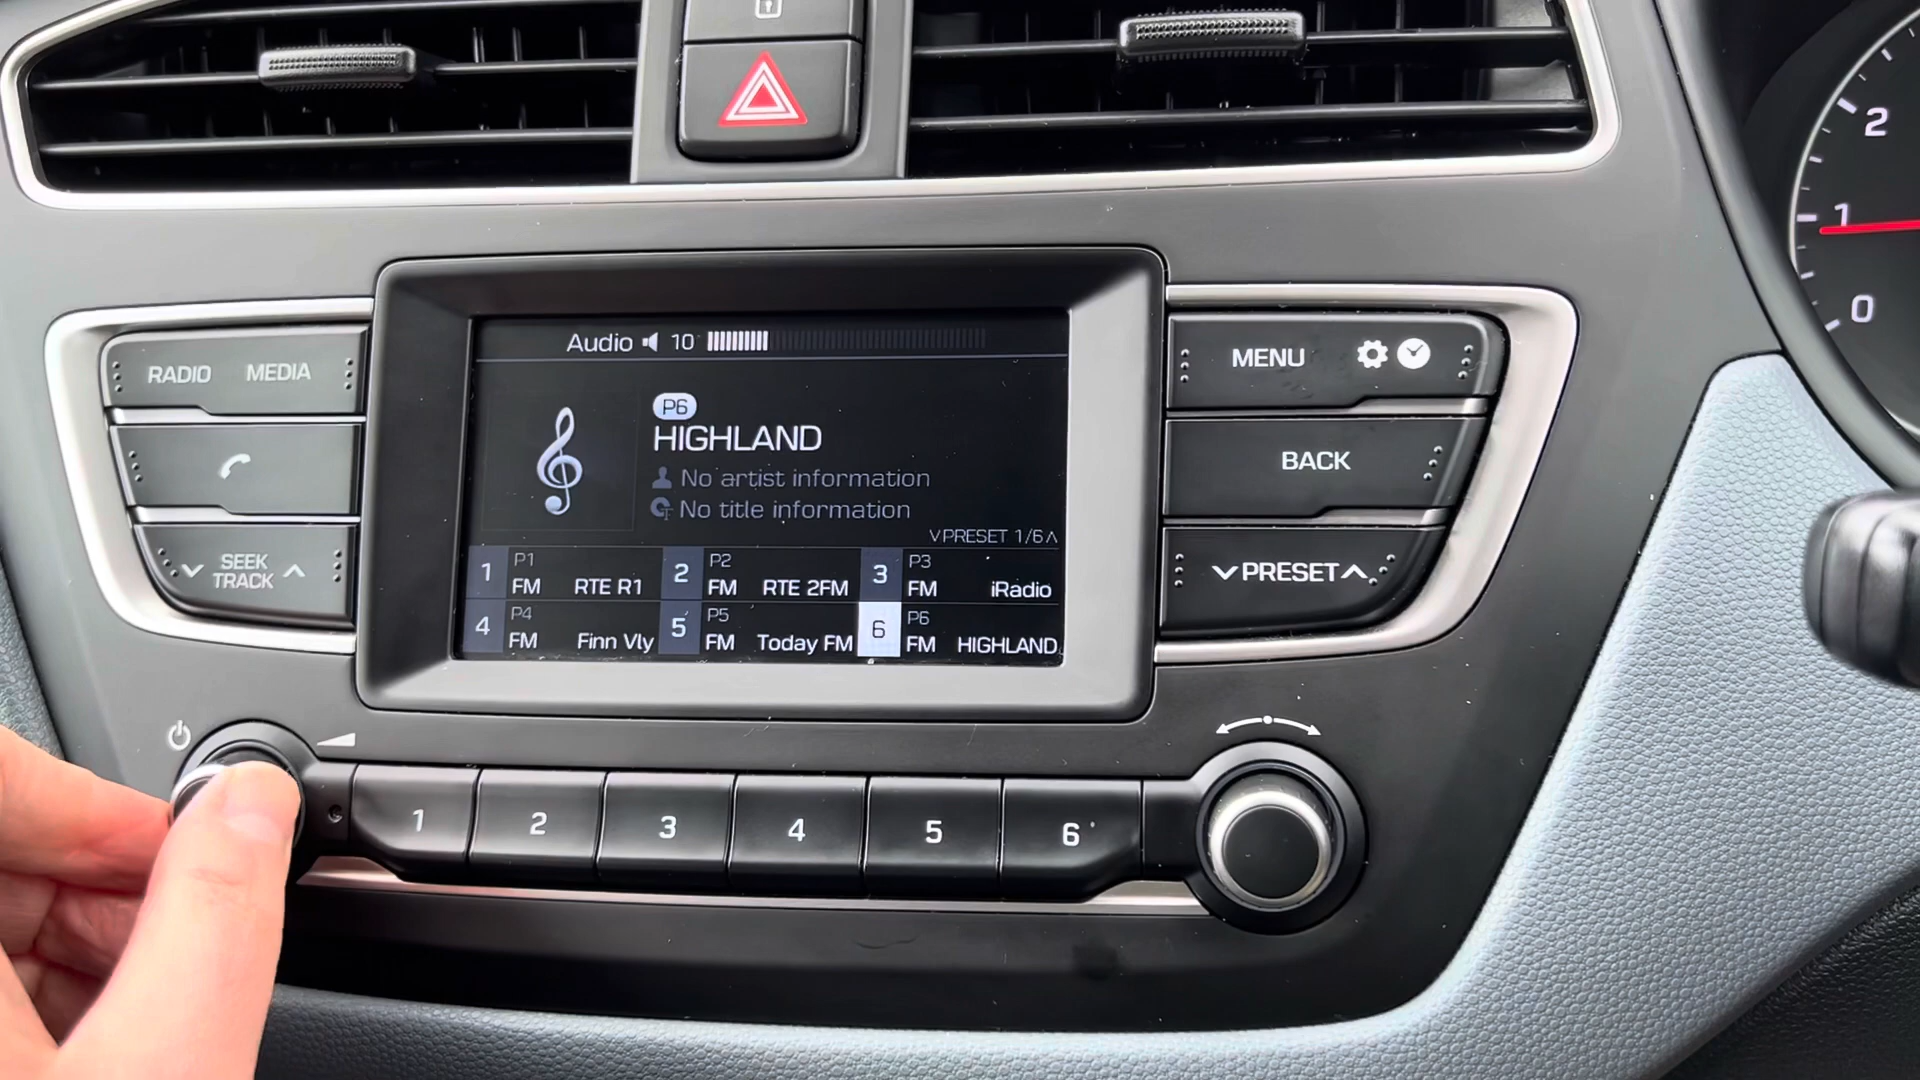 2
1
0
Audio 10
RADIO MEDIA
MENU
P6
HIGHLAND
No artist information
No title information
BACK
SEEK
TRACK
PRESET 1/6
PRESET
1 P1 FM RTE R1
2 P2 FM RTE 2FM
3 P3 FM iRadio
4 P4 FM Finn Vly
5 P5 FM Today FM
6 P6 FM HIGHLAND
1 2 3 4 5 6